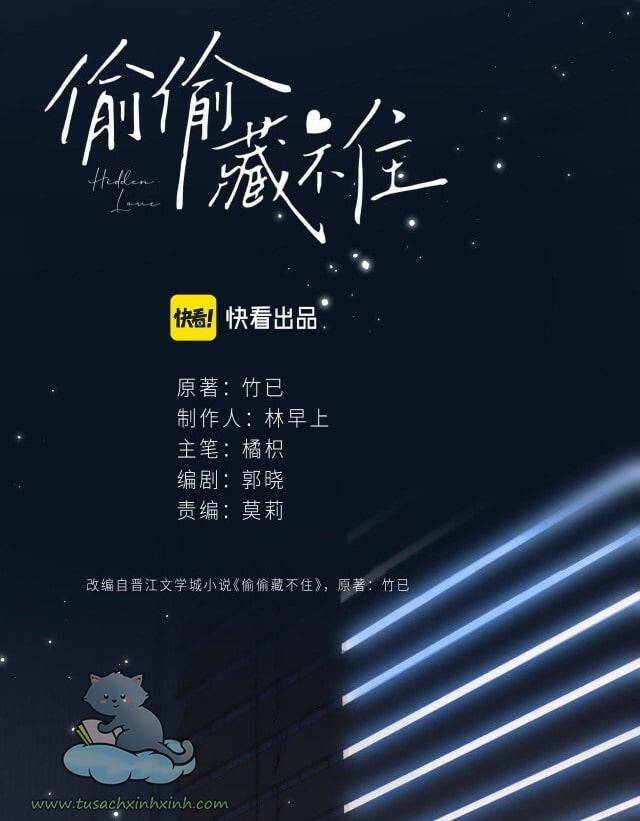 偷偷藏不住
Hidden
Love
快看! 快看出品
原著：竹已
制作人：林早上
主笔：橘枳
编剧：郭晓
责编：莫莉
改编自晋江文学城小说《偷偷藏不住》，原著：竹已
www.tusachxinhxinh.com